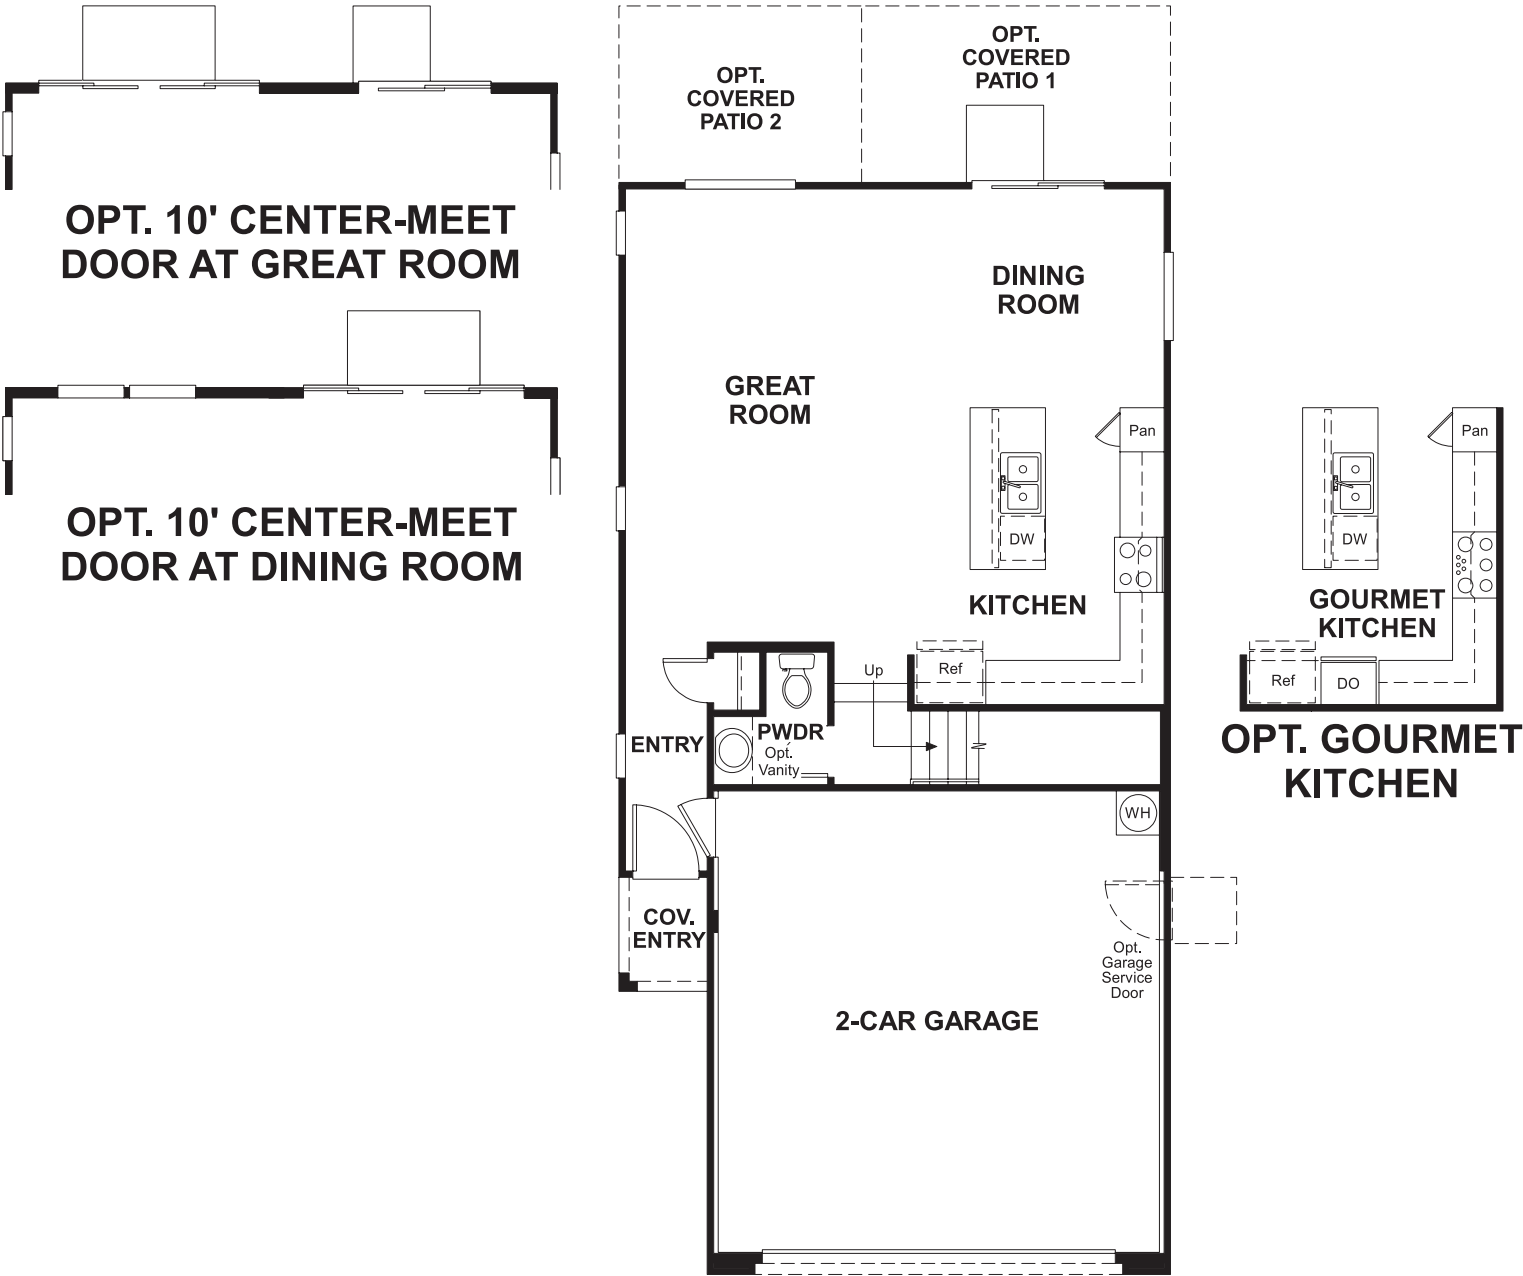 OPT. 10' CENTER-MEET
DOOR AT GREAT ROOM
OPT. 10' CENTER-MEET
DOOR AT DINING ROOM
OPT.
COVERED
PATIO 2
OPT.
COVERED
PATIO 1
DINING
ROOM
GREAT
ROOM
Pan
DW
KITCHEN
Ref
Up
ENTRY
PWDR
Opt.
Vanity
WH
COV.
ENTRY
Opt.
Garage
Service
Door
2-CAR GARAGE
Pan
DW
GOURMET
KITCHEN
Ref
DO
OPT. GOURMET
KITCHEN